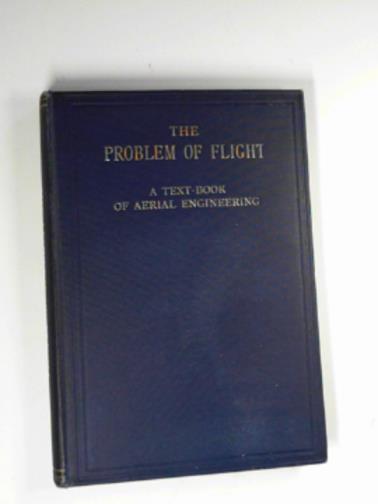 THE
PROBLEM OF FLIGHT
A TEXT-BOOK
OF AERIAL ENGINEERING